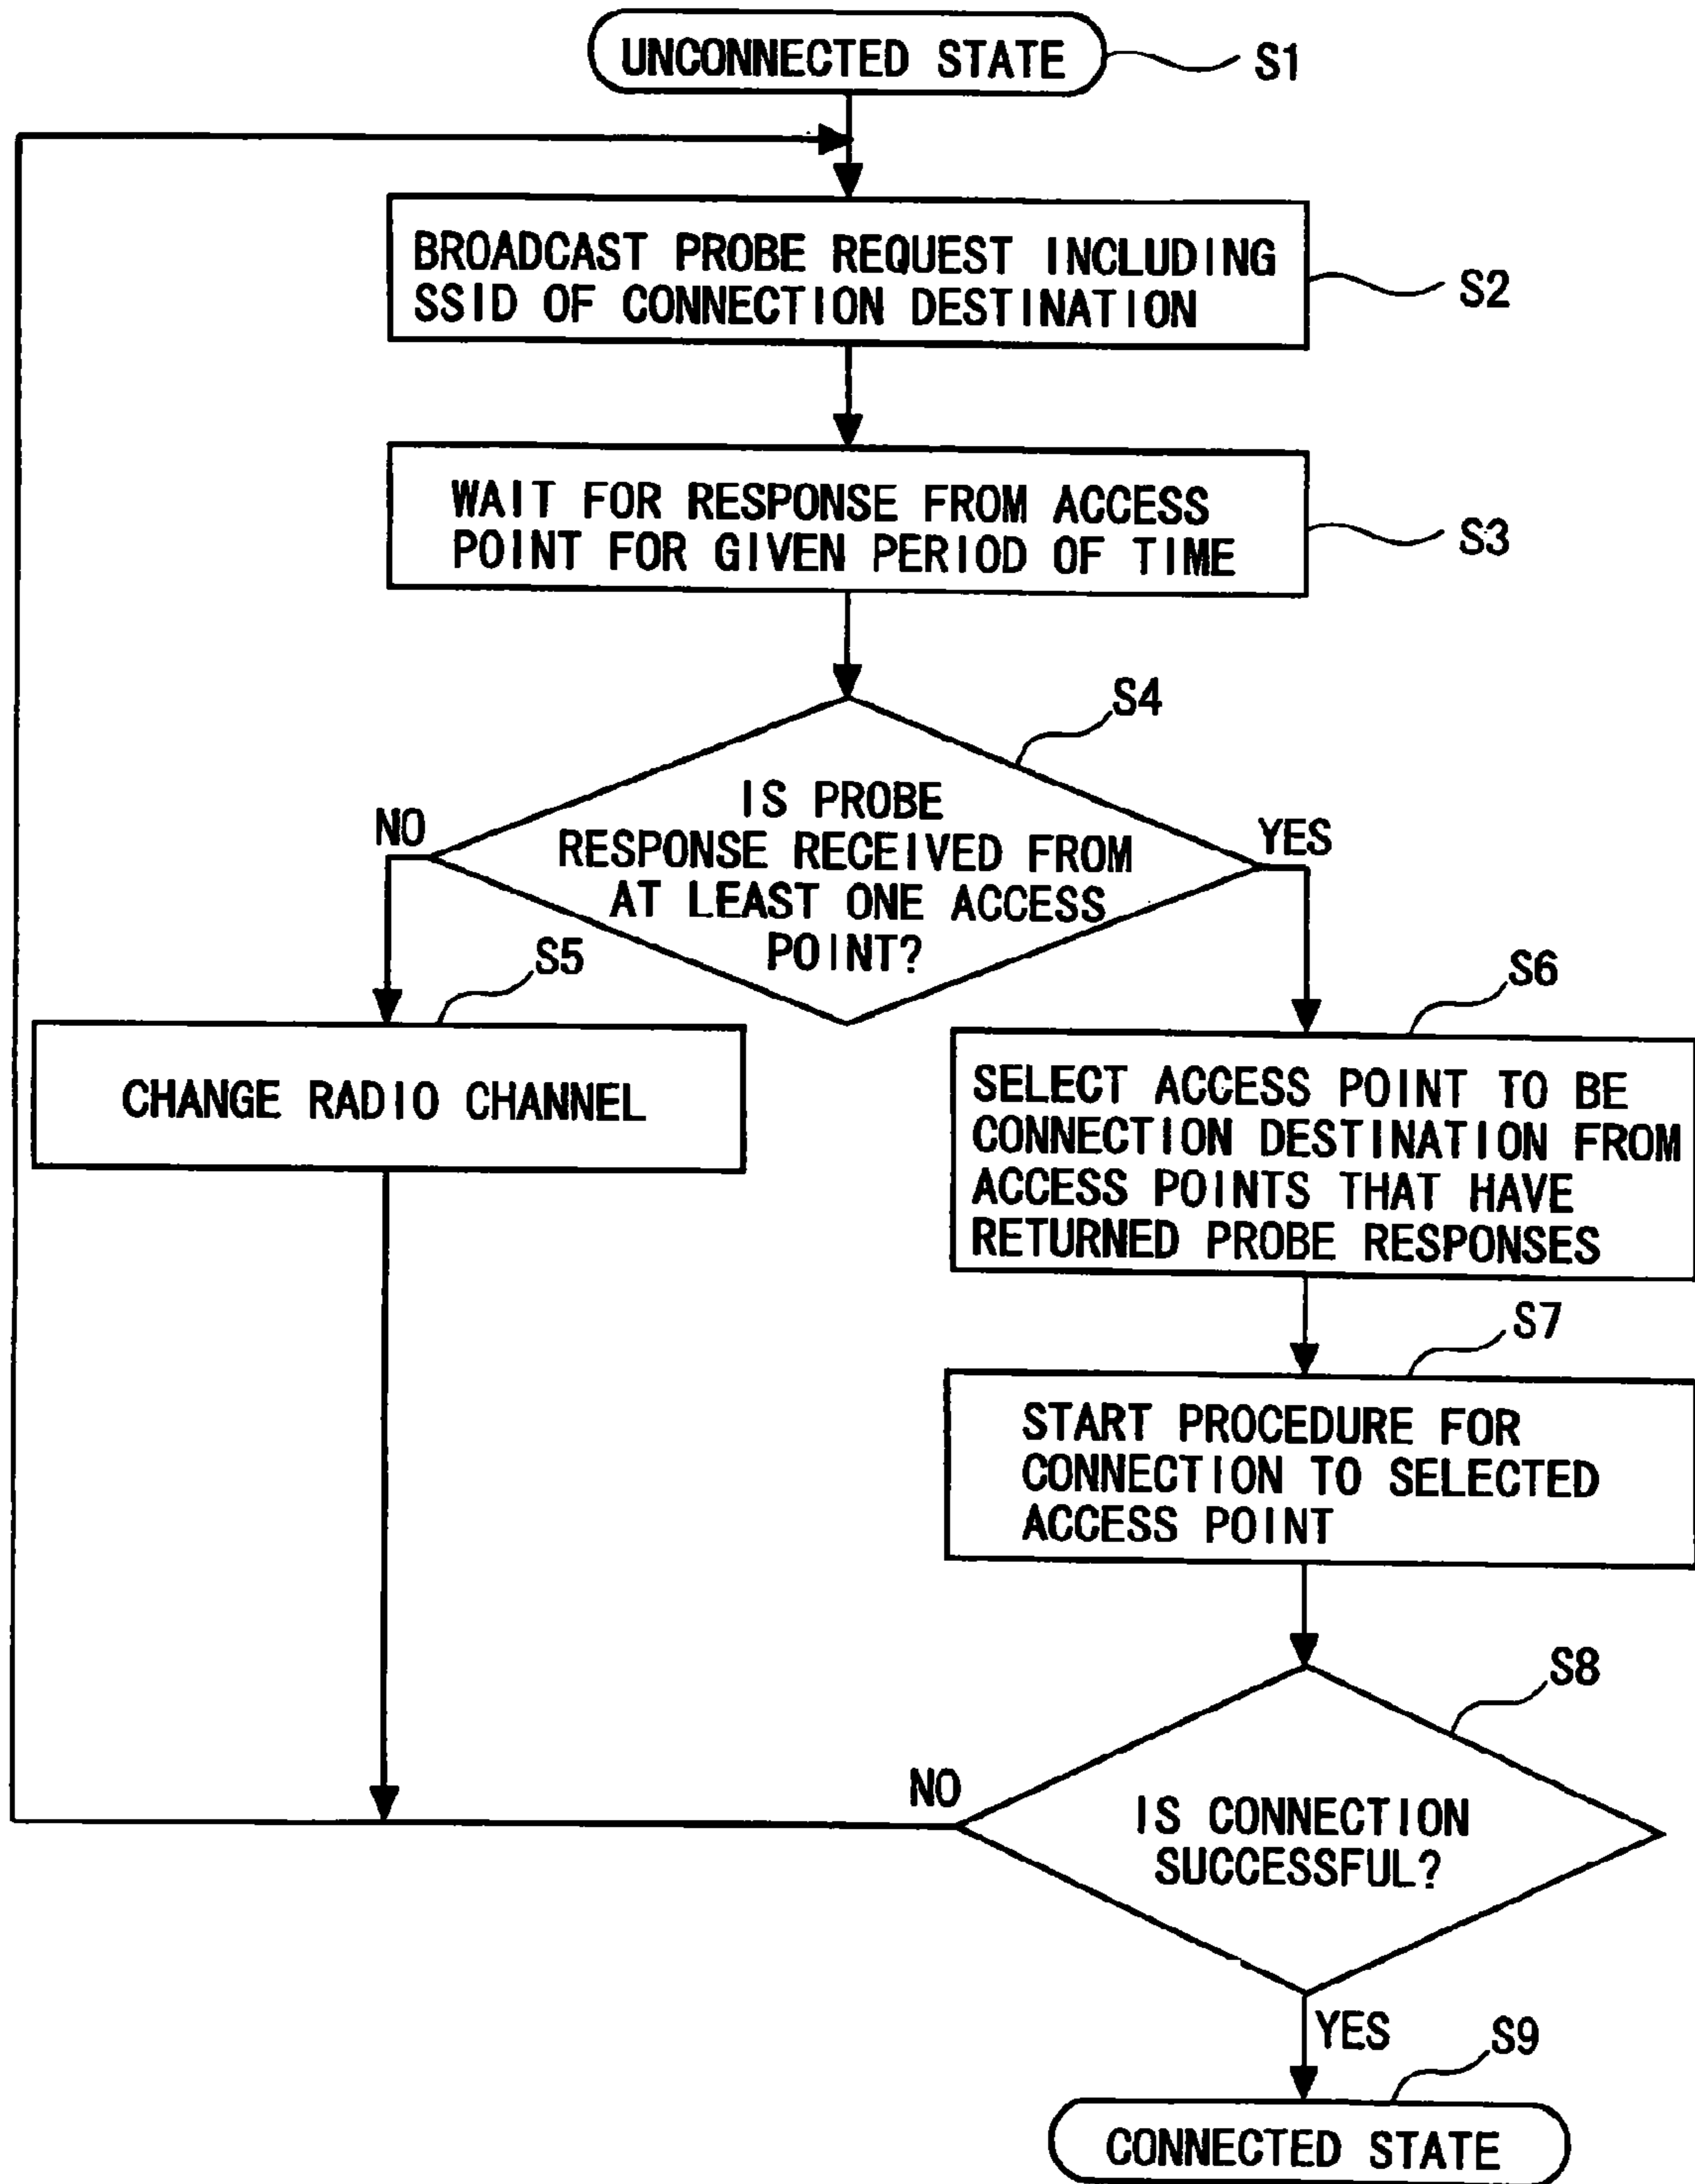 UNCONNECTED STATE
S1
BROADCAST PROBE REQUEST INCLUDING
SSID OF CONNECTION DESTINATION
S2
WAIT FOR RESPONSE FROM ACCESS
POINT FOR GIVEN PERIOD OF TIME
S3
S4
IS PROBE
RESPONSE RECEIVED FROM
AT LEAST ONE ACCESS
POINT?
NO
YES
S5
CHANGE RADIO CHANNEL
S6
SELECT ACCESS POINT TO BE
CONNECTION DESTINATION FROM
ACCESS POINTS THAT HAVE
RETURNED PROBE RESPONSES
S7
START PROCEDURE FOR
CONNECTION TO SELECTED
ACCESS POINT
S8
NO
IS CONNECTION
SUCCESSFUL?
YES
S9
CONNECTED STATE